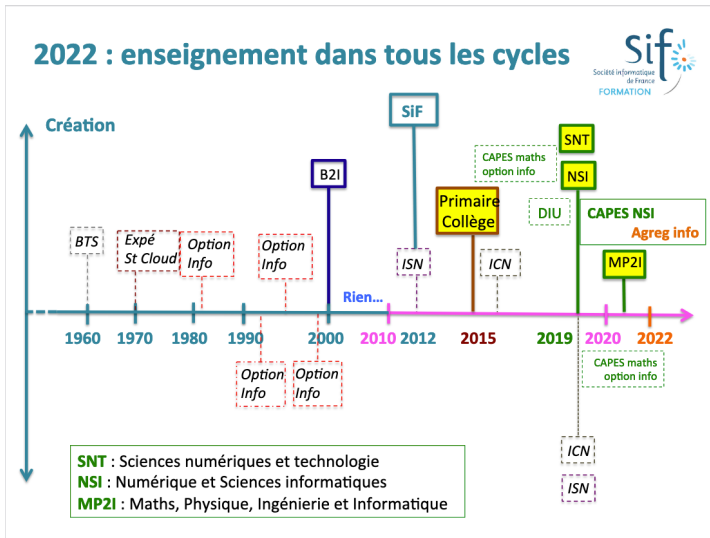 2022 : enseignement dans tous les cycles
Sif
Société informatique
de France
FORMATION
Création
SiF
SNT
CAPES maths
option info
B2I
NSI
Primaire
Collège
DIU
CAPES NSI
Agreg info
BTS
Expé
St Cloud
Option
Info
Option
Info
ISN
ICN
MP2I
Rien...
1960
1970
1980
1990
2000
2010
2012
2015
2019
2020
2022
Option
Info
Option
Info
CAPES maths
option info
ICN
ISN
SNT : Sciences numériques et technologie
NSI : Numérique et Sciences informatiques
MP2I : Maths, Physique, Ingénierie et Informatique